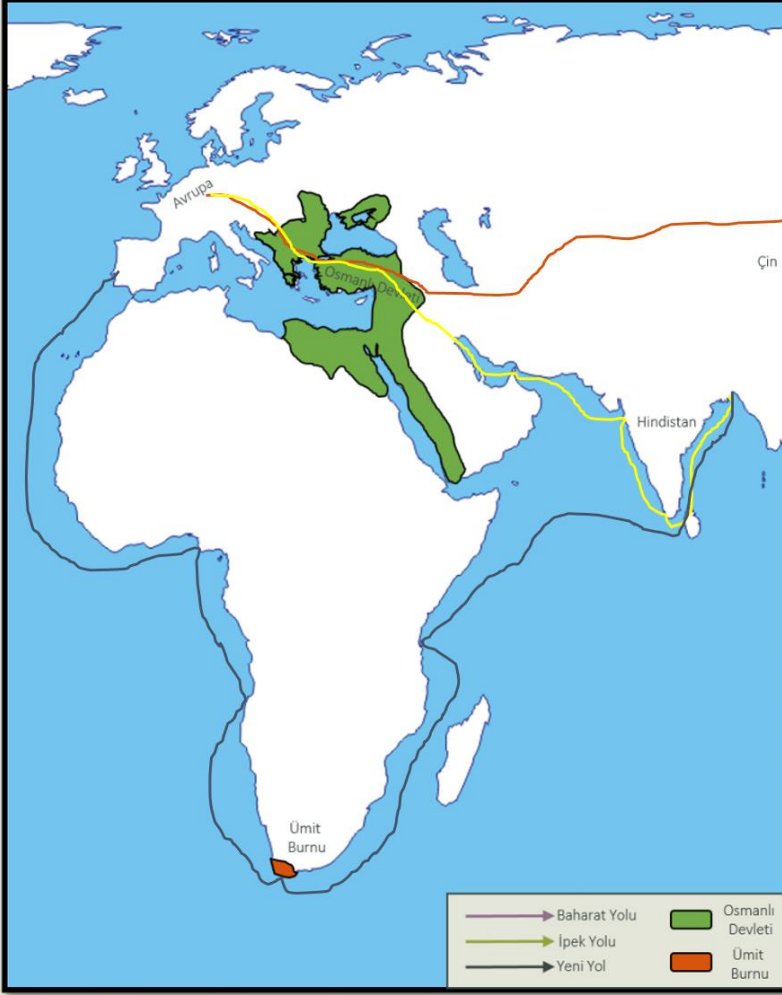 Avrupa
Osmanlı Devleti
Çin
Hindistan
Ümit
Burnu
Baharat Yolu
İpek Yolu
Yeni Yol
Osmanlı
Devleti
Ümit
Burnu